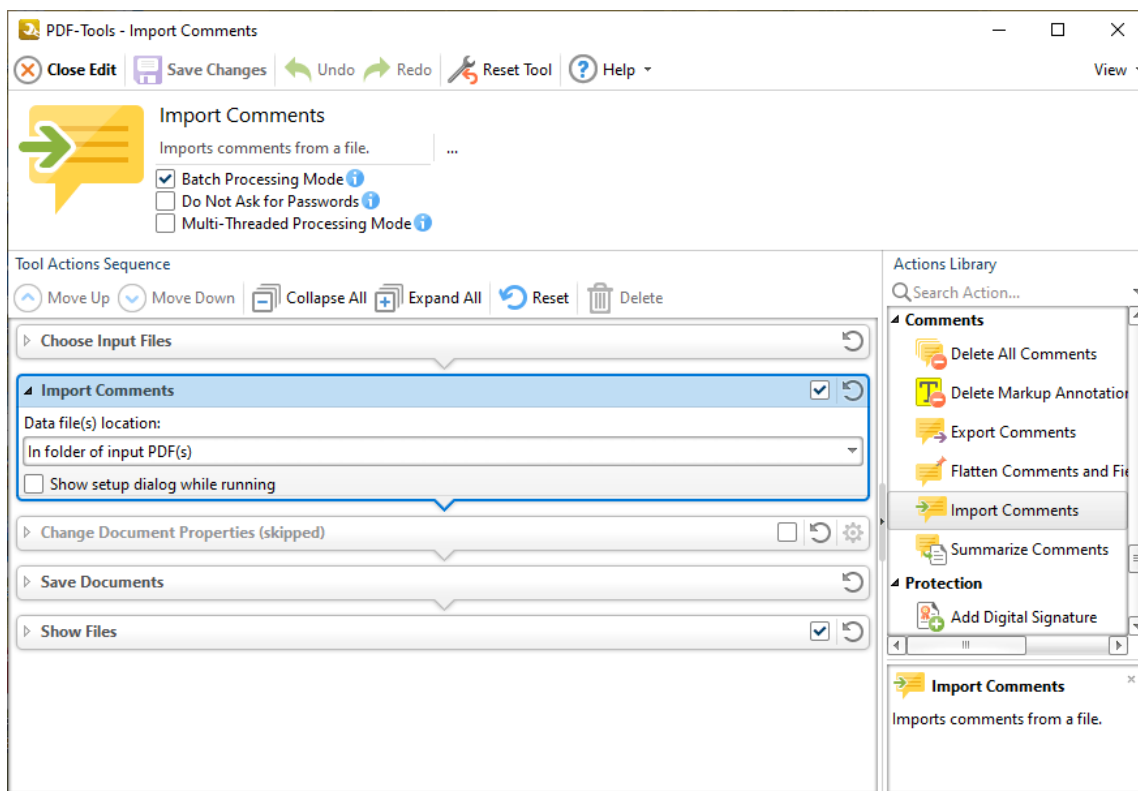 PDF-Tools - Import Comments
Close Edit Save Changes Undo Redo Reset Tool Help View
Import Comments
Imports comments from a file. ...
Batch Processing Mode
Do Not Ask for Passwords
Multi-Threaded Processing Mode
Tool Actions Sequence
Move Up Move Down Collapse All Expand All Reset Delete
Choose Input Files
Import Comments
Data file(s) location:
In folder of input PDF(s)
Show setup dialog while running
Change Document Properties (skipped)
Save Documents
Show Files
Actions Library
Search Action...
Comments
Delete All Comments
Delete Markup Annotation
Export Comments
Flatten Comments and Fie
Import Comments
Summarize Comments
Protection
Add Digital Signature
Import Comments
Imports comments from a file.